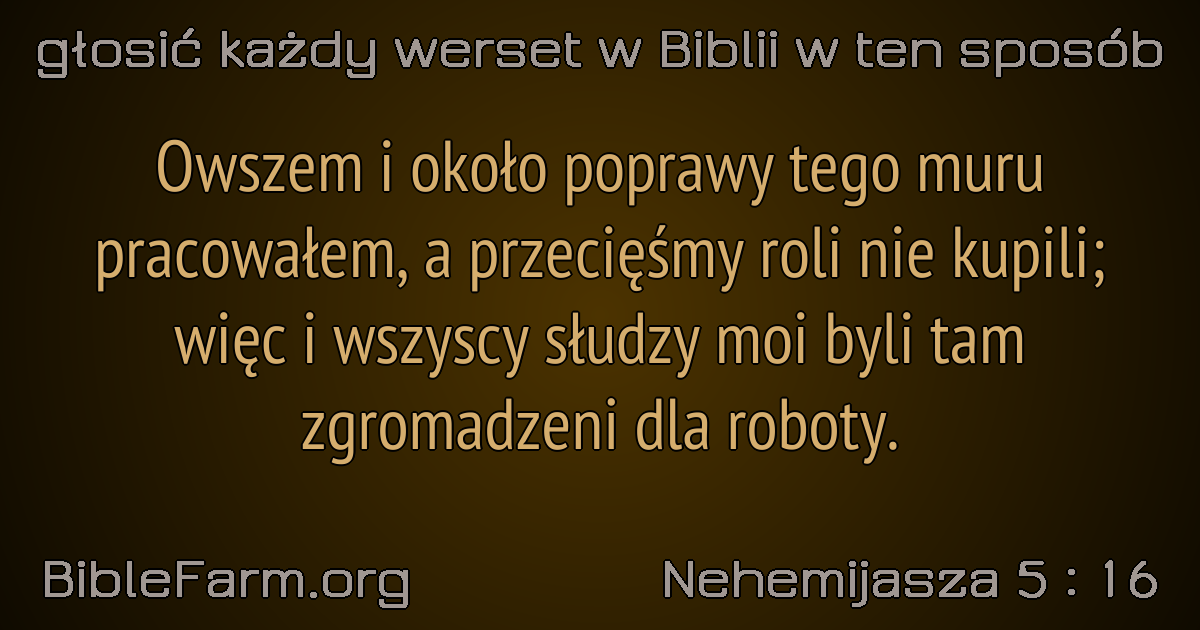 głosić każdy werset w Biblii w ten sposób
Owszem i około poprawy tego muru
pracowałem, a przecięśmy roli nie kupili;
więc i wszyscy słudzy moi byli tam
zgromadzeni dla roboty.
BibleFarm.org
Nehemijasza 5 : 16